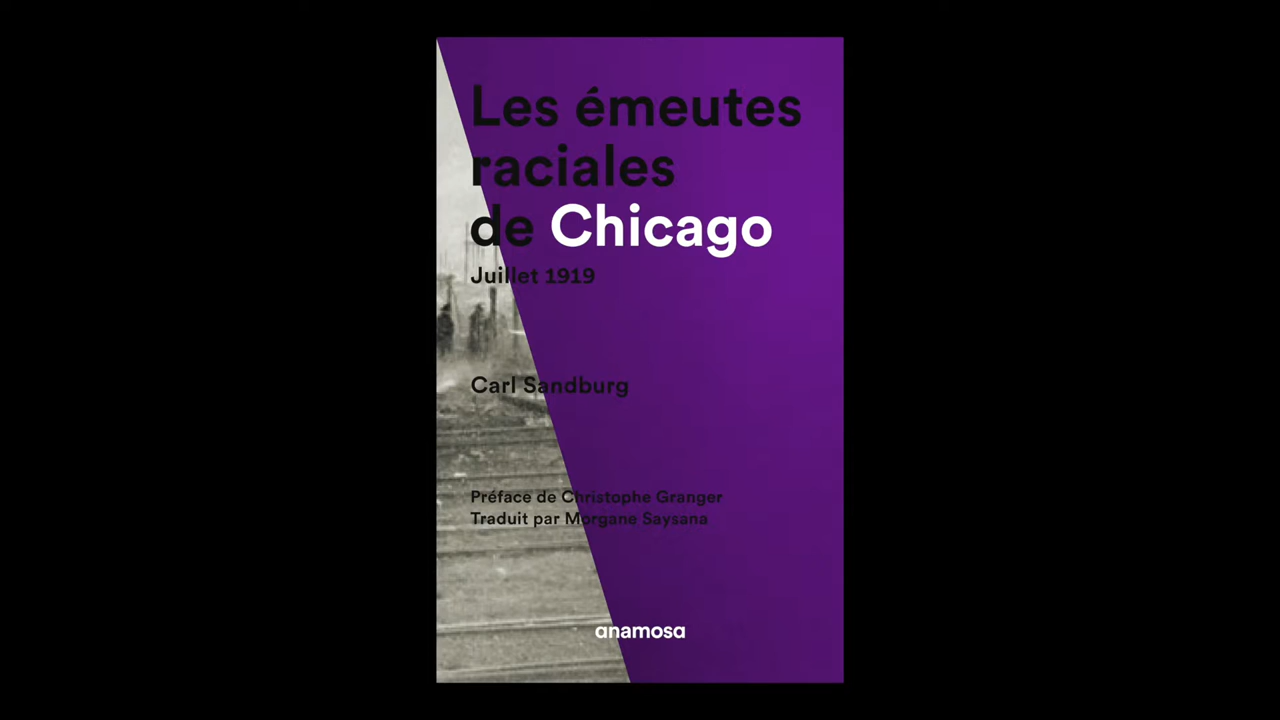 Les émeutes
raciales
de Chicago
Juillet 1919
Carl Sandburg
Préface de Christophe Granger
Traduit par Morgane Saysana
anamosa